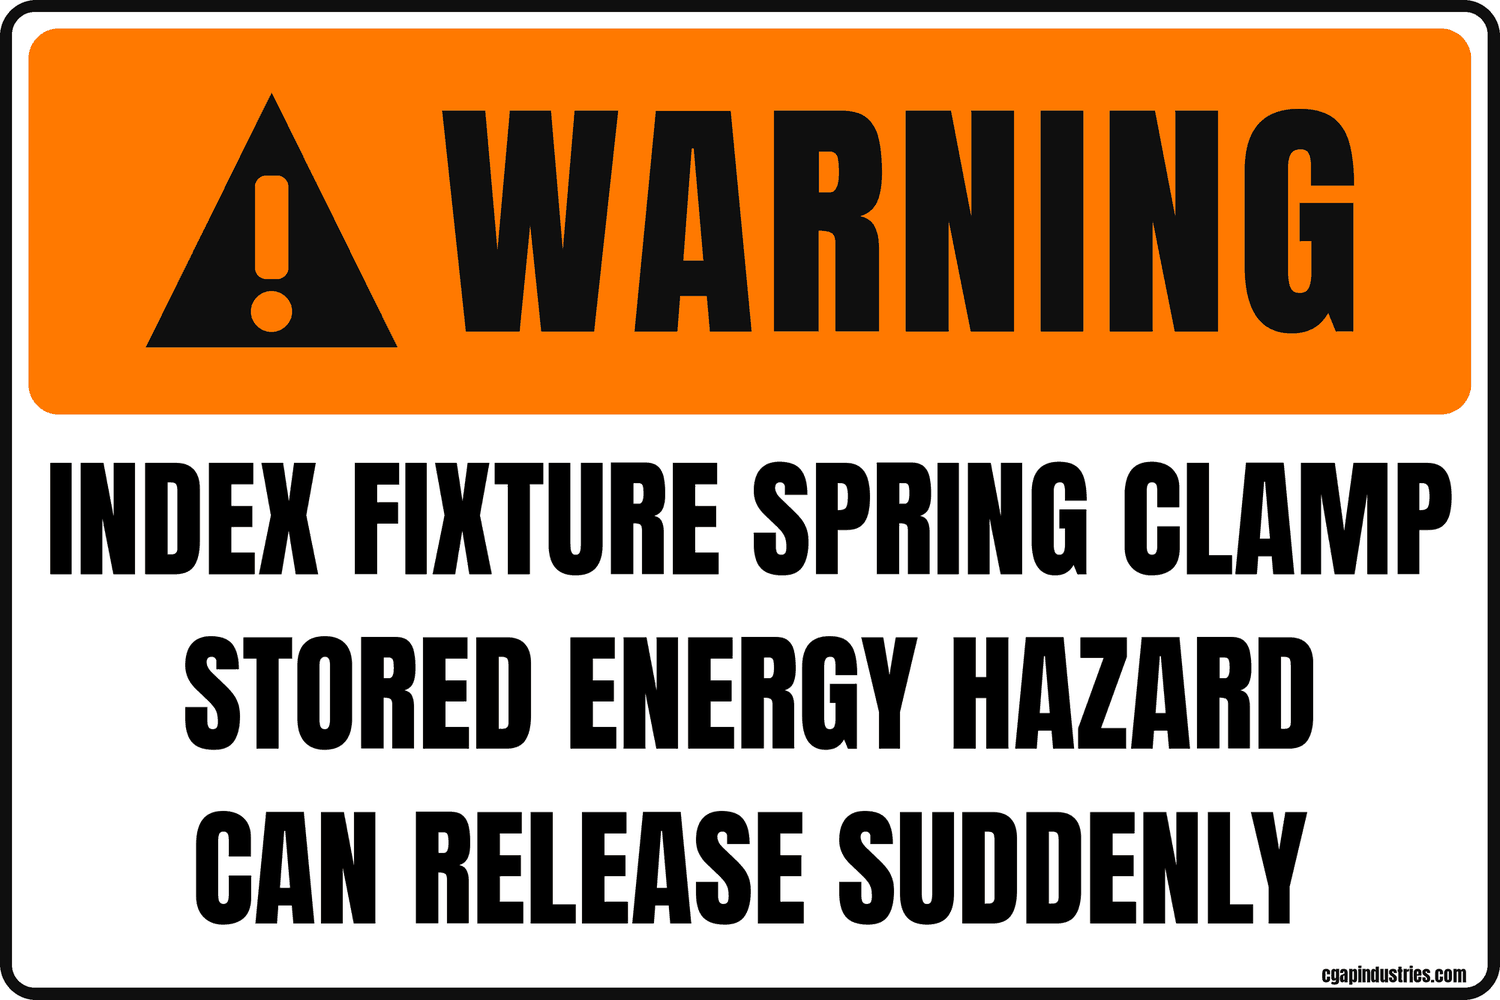 WARNING
INDEX FIXTURE SPRING CLAMP
STORED ENERGY HAZARD
CAN RELEASE SUDDENLY
cgapindustries.com